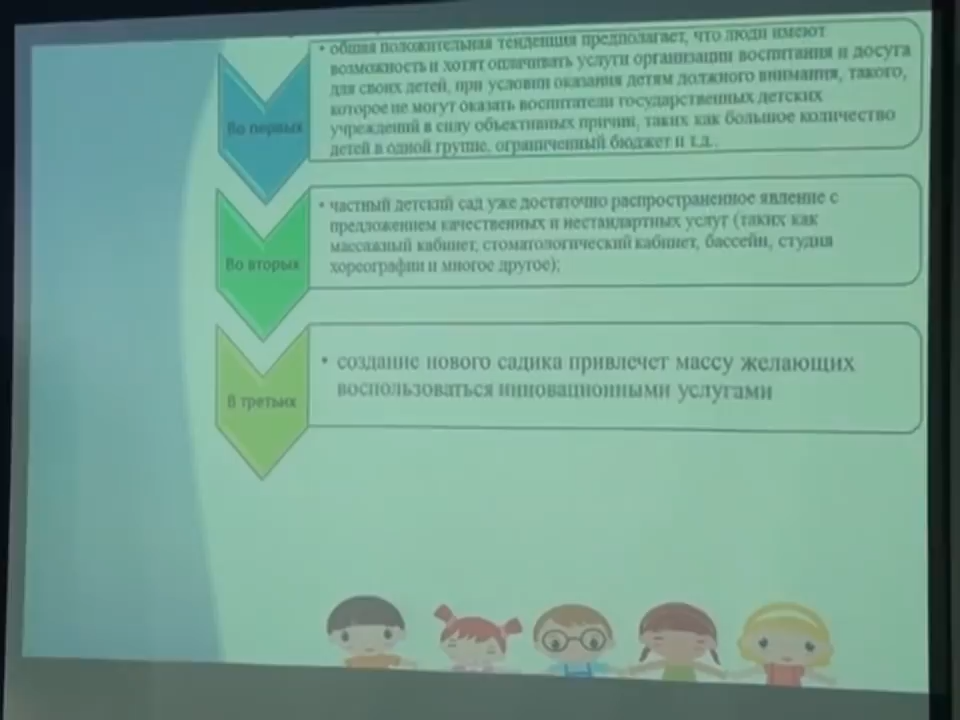 Во первых
• общая положительная тенденция предполагает, что люди имеют
возможность и хотят оплачивать услуги организации воспитания и досуга
для своих детей, при условии оказания детям должного внимания, такого,
которое не могут оказать воспитатели государственных детских
учреждений в силу объективных причин, таких как большое количество
детей в одной группе, ограниченный бюджет и т.д..
Во вторых
• частный детский сад уже достаточно распространенное явление с
предложением качественных и нестандартных услуг (таких как
массажный кабинет, стоматологический кабинет, бассейн, студия
хореографии и многое другое);
В третьих
• создание нового садика привлечет массу желающих
воспользоваться инновационными услугами